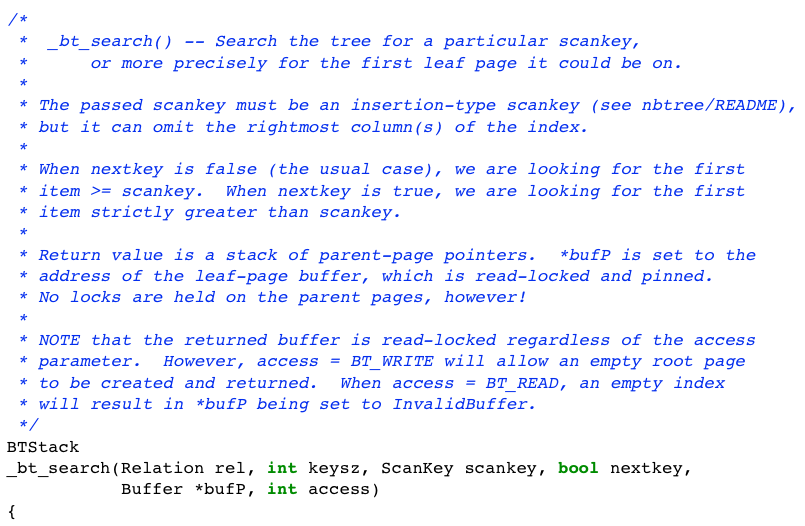 /*
 *  _bt_search() -- Search the tree for a particular scankey,
 *      or more precisely for the first leaf page it could be on.
 *
 * The passed scankey must be an insertion-type scankey (see nbtree/README),
 * but it can omit the rightmost column(s) of the index.
 *
 * When nextkey is false (the usual case), we are looking for the first
 * item >= scankey.  When nextkey is true, we are looking for the first
 * item strictly greater than scankey.
 *
 * Return value is a stack of parent-page pointers.  *bufP is set to the
 * address of the leaf-page buffer, which is read-locked and pinned.
 * No locks are held on the parent pages, however!
 *
 * NOTE that the returned buffer is read-locked regardless of the access
 * parameter.  However, access = BT_WRITE will allow an empty root page
 * to be created and returned.  When access = BT_READ, an empty index
 * will result in *bufP being set to InvalidBuffer.
 */
BTStack
_bt_search(Relation rel, int keysz, ScanKey scankey, bool nextkey,
           Buffer *bufP, int access)
{